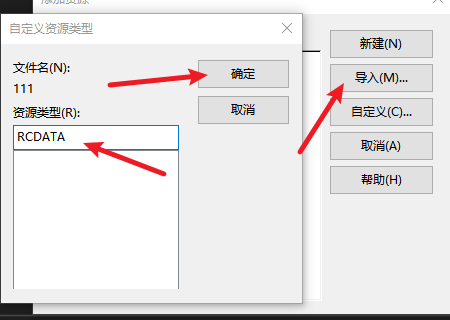 添加资源
自定义资源类型
文件名(N):
111
确定
资源类型(R):
取消
RCDATA
新建(N)
导入(M)...
自定义(C)...
取消(A)
帮助(H)